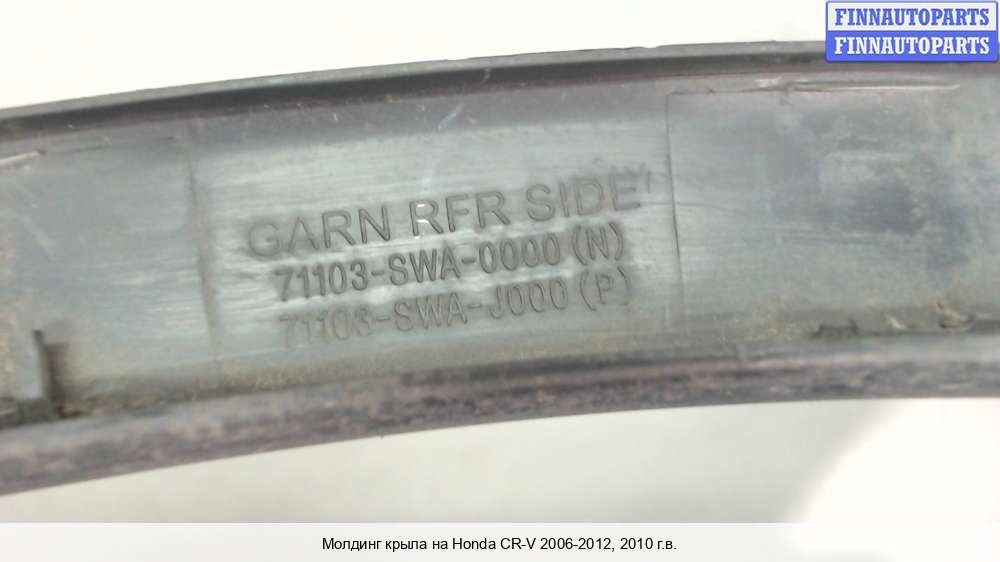 FINNAUTOPARTS
FINNAUTOPARTS
GARN RFR SIDE
71103-SWA-0000 (N)
71103-SWA-J000 (P)
Молдинг крыла на Honda CR-V 2006-2012, 2010 г.в.